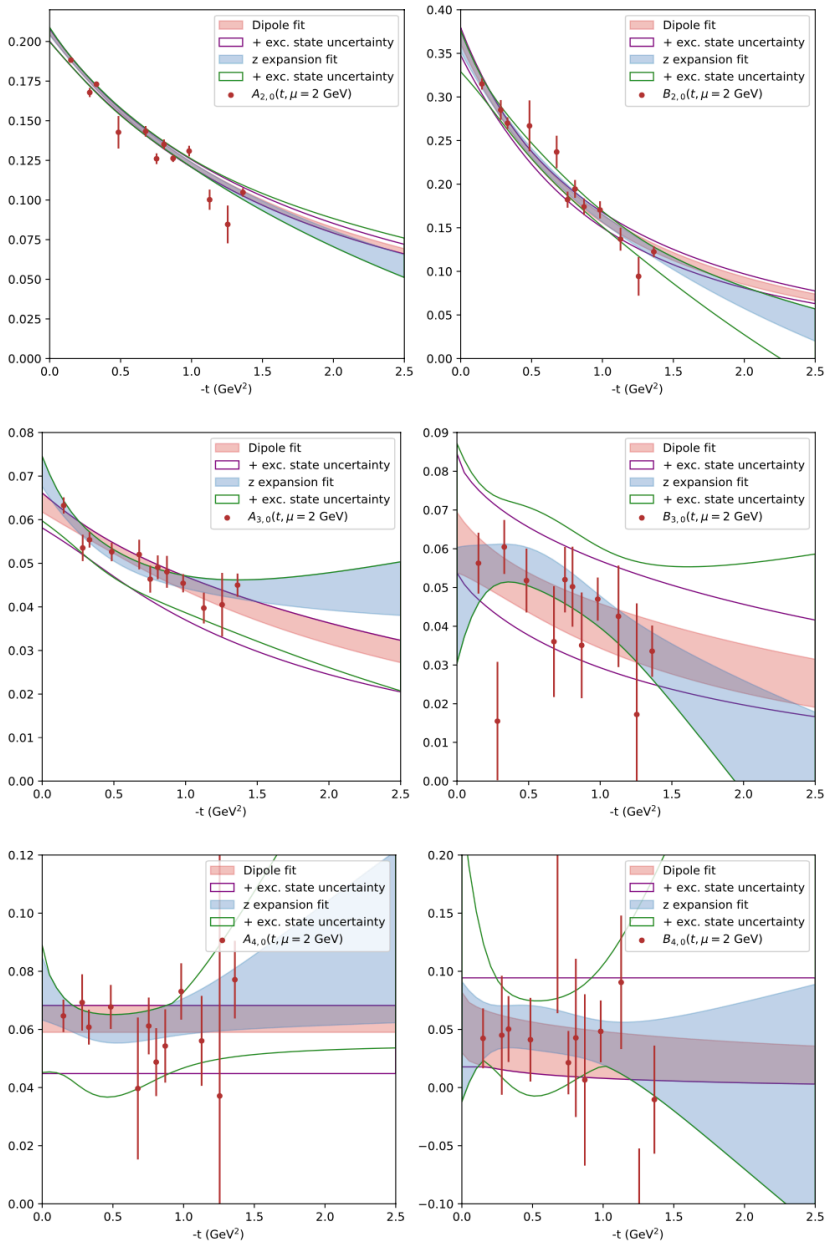 0.200
0.175
0.150
0.125
0.100
0.075
0.050
0.025
0.000
0.0 0.5 1.0 1.5 2.0 2.5
-t (GeV²)
Dipole fit
+ exc. state uncertainty
z expansion fit
+ exc. state uncertainty
A₂,₀(t, μ = 2 GeV)
0.40
0.35
0.30
0.25
0.20
0.15
0.10
0.05
0.00
0.0 0.5 1.0 1.5 2.0 2.5
-t (GeV²)
Dipole fit
+ exc. state uncertainty
z expansion fit
+ exc. state uncertainty
B₂,₀(t, μ = 2 GeV)
0.08
0.07
0.06
0.05
0.04
0.03
0.02
0.01
0.00
0.0 0.5 1.0 1.5 2.0 2.5
-t (GeV²)
Dipole fit
+ exc. state uncertainty
z expansion fit
+ exc. state uncertainty
A₃,₀(t, μ = 2 GeV)
0.09
0.08
0.07
0.06
0.05
0.04
0.03
0.02
0.01
0.00
0.0 0.5 1.0 1.5 2.0 2.5
-t (GeV²)
Dipole fit
+ exc. state uncertainty
z expansion fit
+ exc. state uncertainty
B₃,₀(t, μ = 2 GeV)
0.12
0.10
0.08
0.06
0.04
0.02
0.00
0.0 0.5 1.0 1.5 2.0 2.5
-t (GeV²)
Dipole fit
+ exc. state uncertainty
z expansion fit
+ exc. state uncertainty
A₄,₀(t, μ = 2 GeV)
0.20
0.15
0.10
0.05
0.00
−0.05
−0.10
0.0 0.5 1.0 1.5 2.0 2.5
-t (GeV²)
Dipole fit
+ exc. state uncertainty
z expansion fit
+ exc. state uncertainty
B₄,₀(t, μ = 2 GeV)